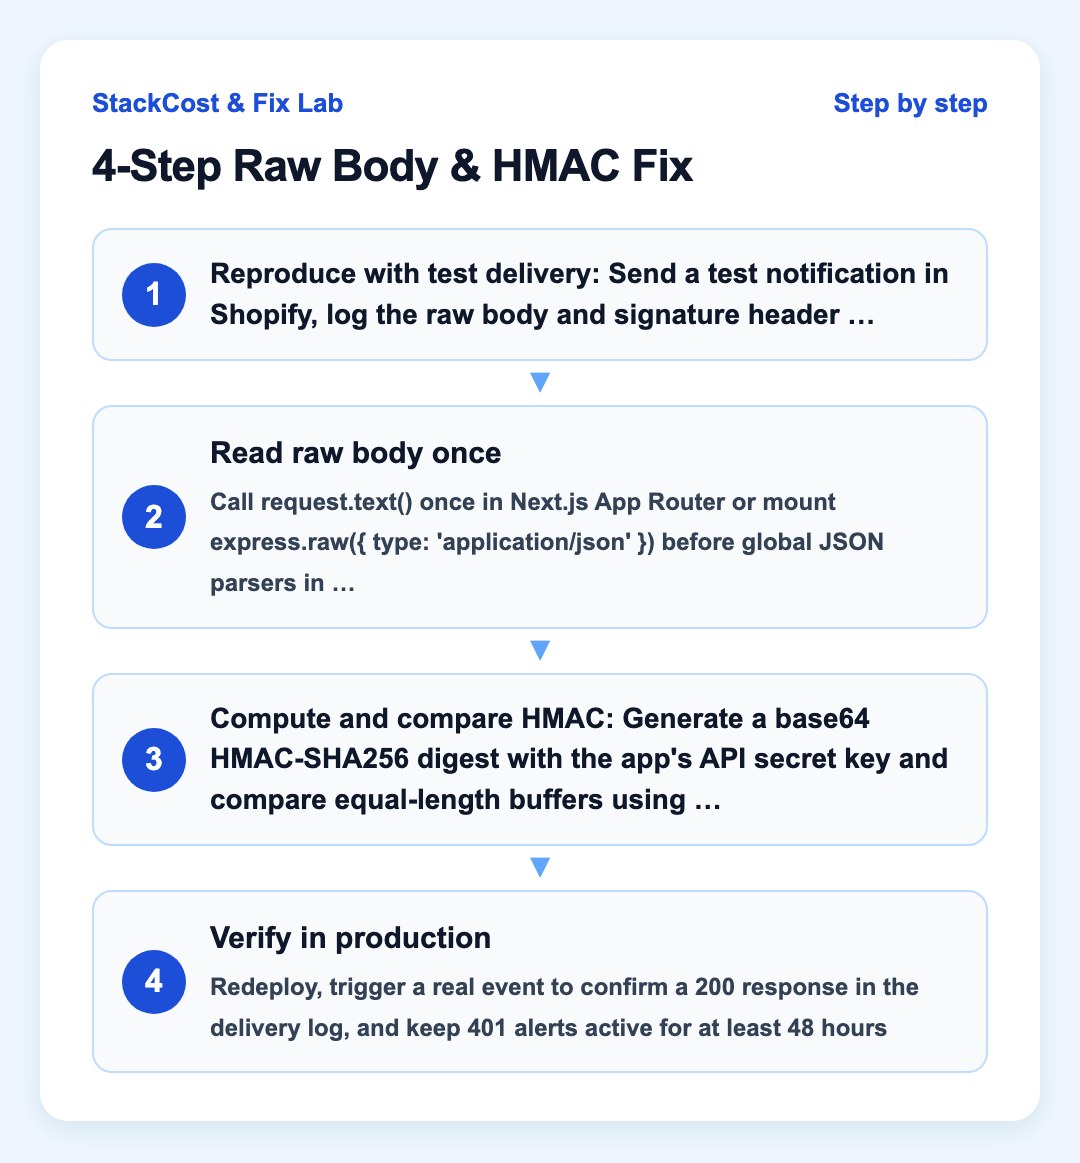 StackCost & Fix Lab
Step by step
4-Step Raw Body & HMAC Fix
1
Reproduce with test delivery: Send a test notification in
Shopify, log the raw body and signature header …
2
Read raw body once
Call request.text() once in Next.js App Router or mount
express.raw({ type: 'application/json' }) before global JSON
parsers in …
3
Compute and compare HMAC: Generate a base64
HMAC-SHA256 digest with the app's API secret key and
compare equal-length buffers using …
4
Verify in production
Redeploy, trigger a real event to confirm a 200 response in the
delivery log, and keep 401 alerts active for at least 48 hours